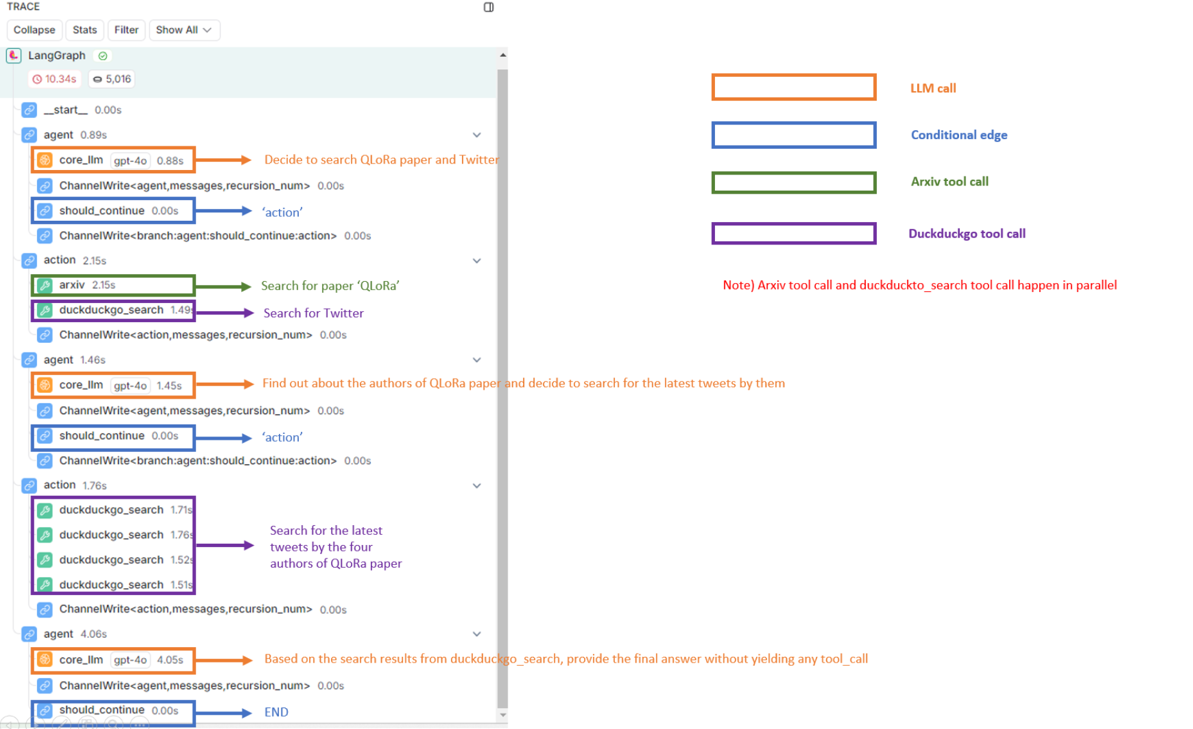 TRACE
Collapse Stats Filter Show All
LangGraph
10.34s 5,016
__start__ 0.00s
agent 0.89s
core_llm gpt-4o 0.88s Decide to search QLoRa paper and Twitter
ChannelWrite<agent,messages,recursion_num> 0.00s
should_continue 0.00s ‘action’
ChannelWrite<branch:agent:should_continue:action> 0.00s
action 2.15s
arxiv 2.15s Search for paper ‘QLoRa’
duckduckgo_search 1.49s Search for Twitter
ChannelWrite<action,messages,recursion_num> 0.00s
agent 1.46s
core_llm gpt-4o 1.45s Find out about the authors of QLoRa paper and decide to search for the latest tweets by them
ChannelWrite<agent,messages,recursion_num> 0.00s
should_continue 0.00s ‘action’
ChannelWrite<branch:agent:should_continue:action> 0.00s
action 1.76s
duckduckgo_search 1.71s
duckduckgo_search 1.76s
duckduckgo_search 1.52s
duckduckgo_search 1.51s
Search for the latest
tweets by the four
authors of QLoRa paper
ChannelWrite<action,messages,recursion_num> 0.00s
agent 4.06s
core_llm gpt-4o 4.05s Based on the search results from duckduckgo_search, provide the final answer without yielding any tool_call
ChannelWrite<agent,messages,recursion_num> 0.00s
should_continue 0.00s END
LLM call
Conditional edge
Arxiv tool call
Duckduckgo tool call
Note) Arxiv tool call and duckduckto_search tool call happen in parallel